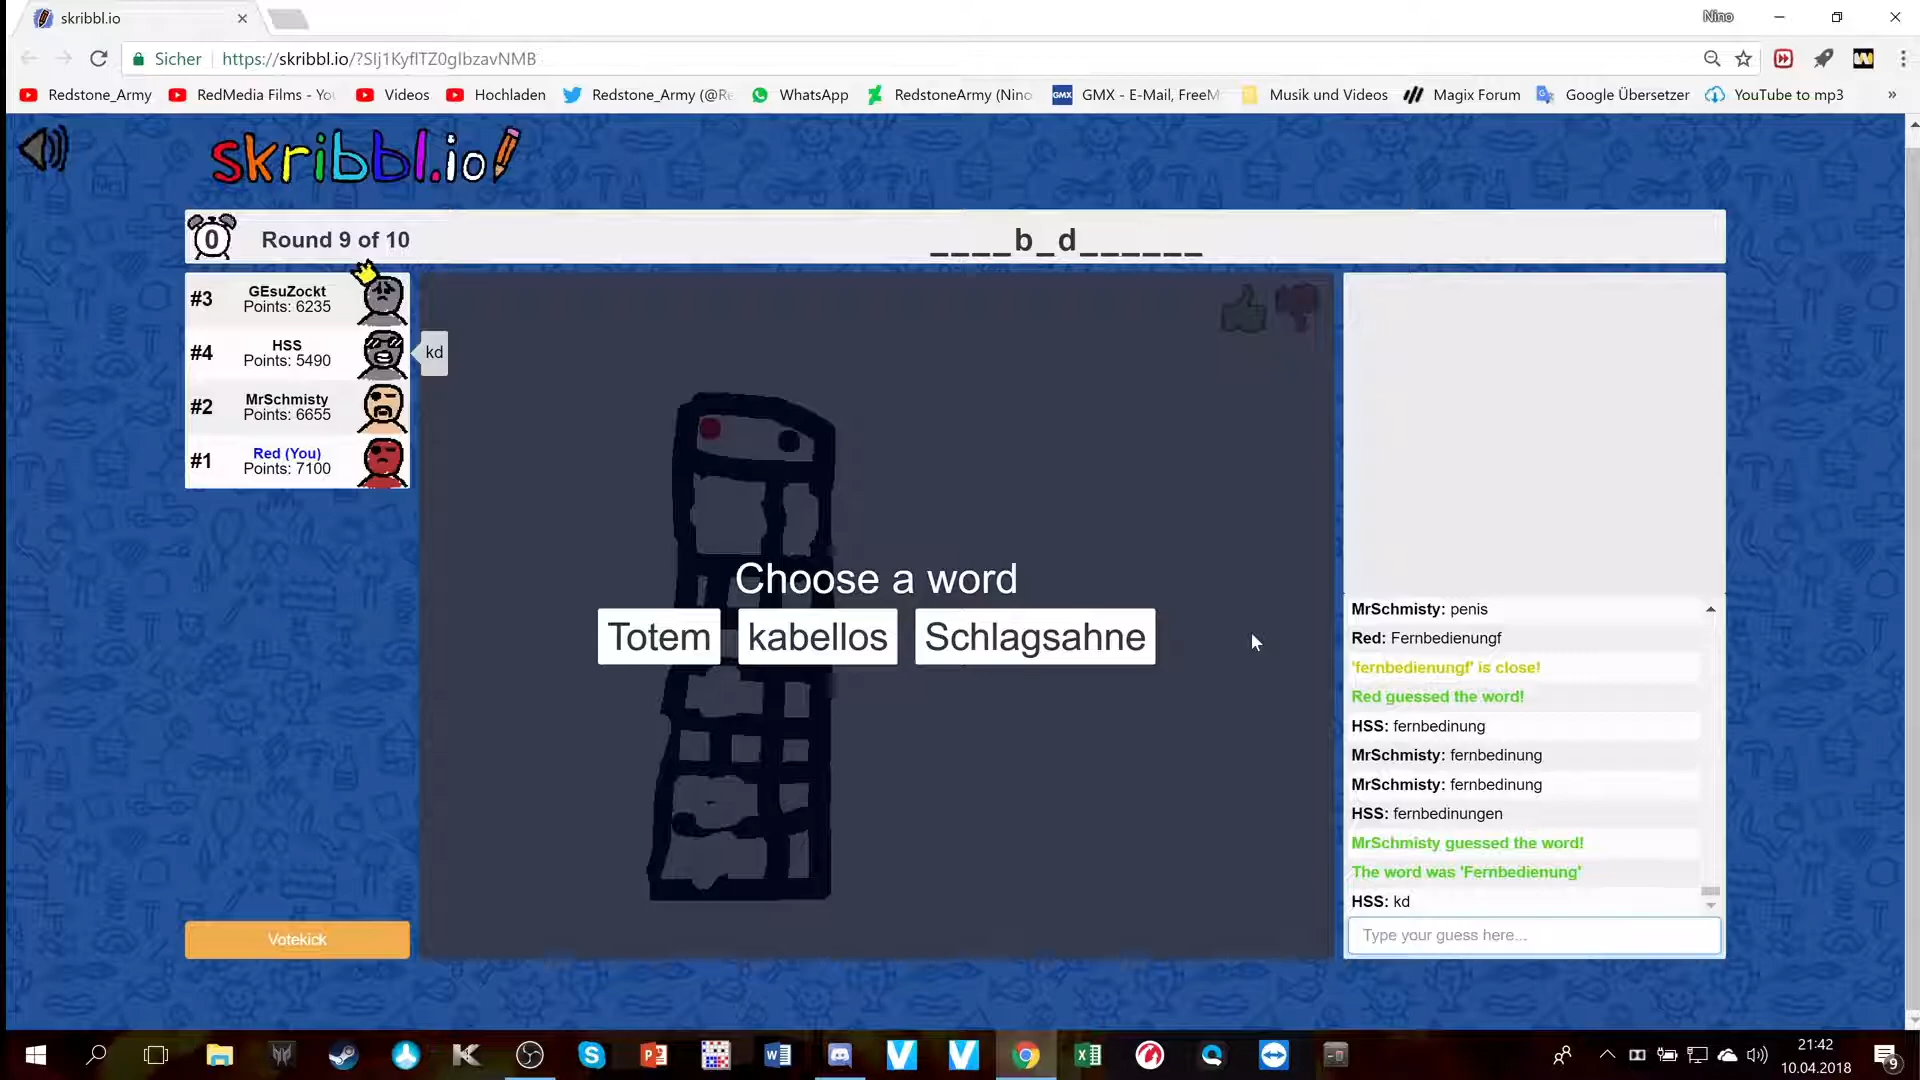 skribbl.io
Nino
Sicher https://skribbl.io/?SIj1KyflTZ0gIbzavNMB
Redstone_Army RedMedia Films - You Videos Hochladen Redstone_Army (@Re WhatsApp RedstoneArmy (Nino GMX - E-Mail, FreeM Musik und Videos Magix Forum Google Übersetzer YouTube to mp3 »
skribbl.io
0 Round 9 of 10 ____b_d______
#3 GEsuZockt
Points: 6235
#4 HSS
Points: 5490
kd
#2 MrSchmisty
Points: 6655
#1 Red (You)
Points: 7100
Choose a word
Totem kabellos Schlagsahne
MrSchmisty: penis
Red: Fernbedienungf
'fernbedienungf' is close!
Red guessed the word!
HSS: fernbedinung
MrSchmisty: fernbedinung
MrSchmisty: fernbedinung
HSS: fernbedinungen
MrSchmisty guessed the word!
The word was 'Fernbedienung'
HSS: kd
Type your guess here...
Votekick
21:42
10.04.2018
9